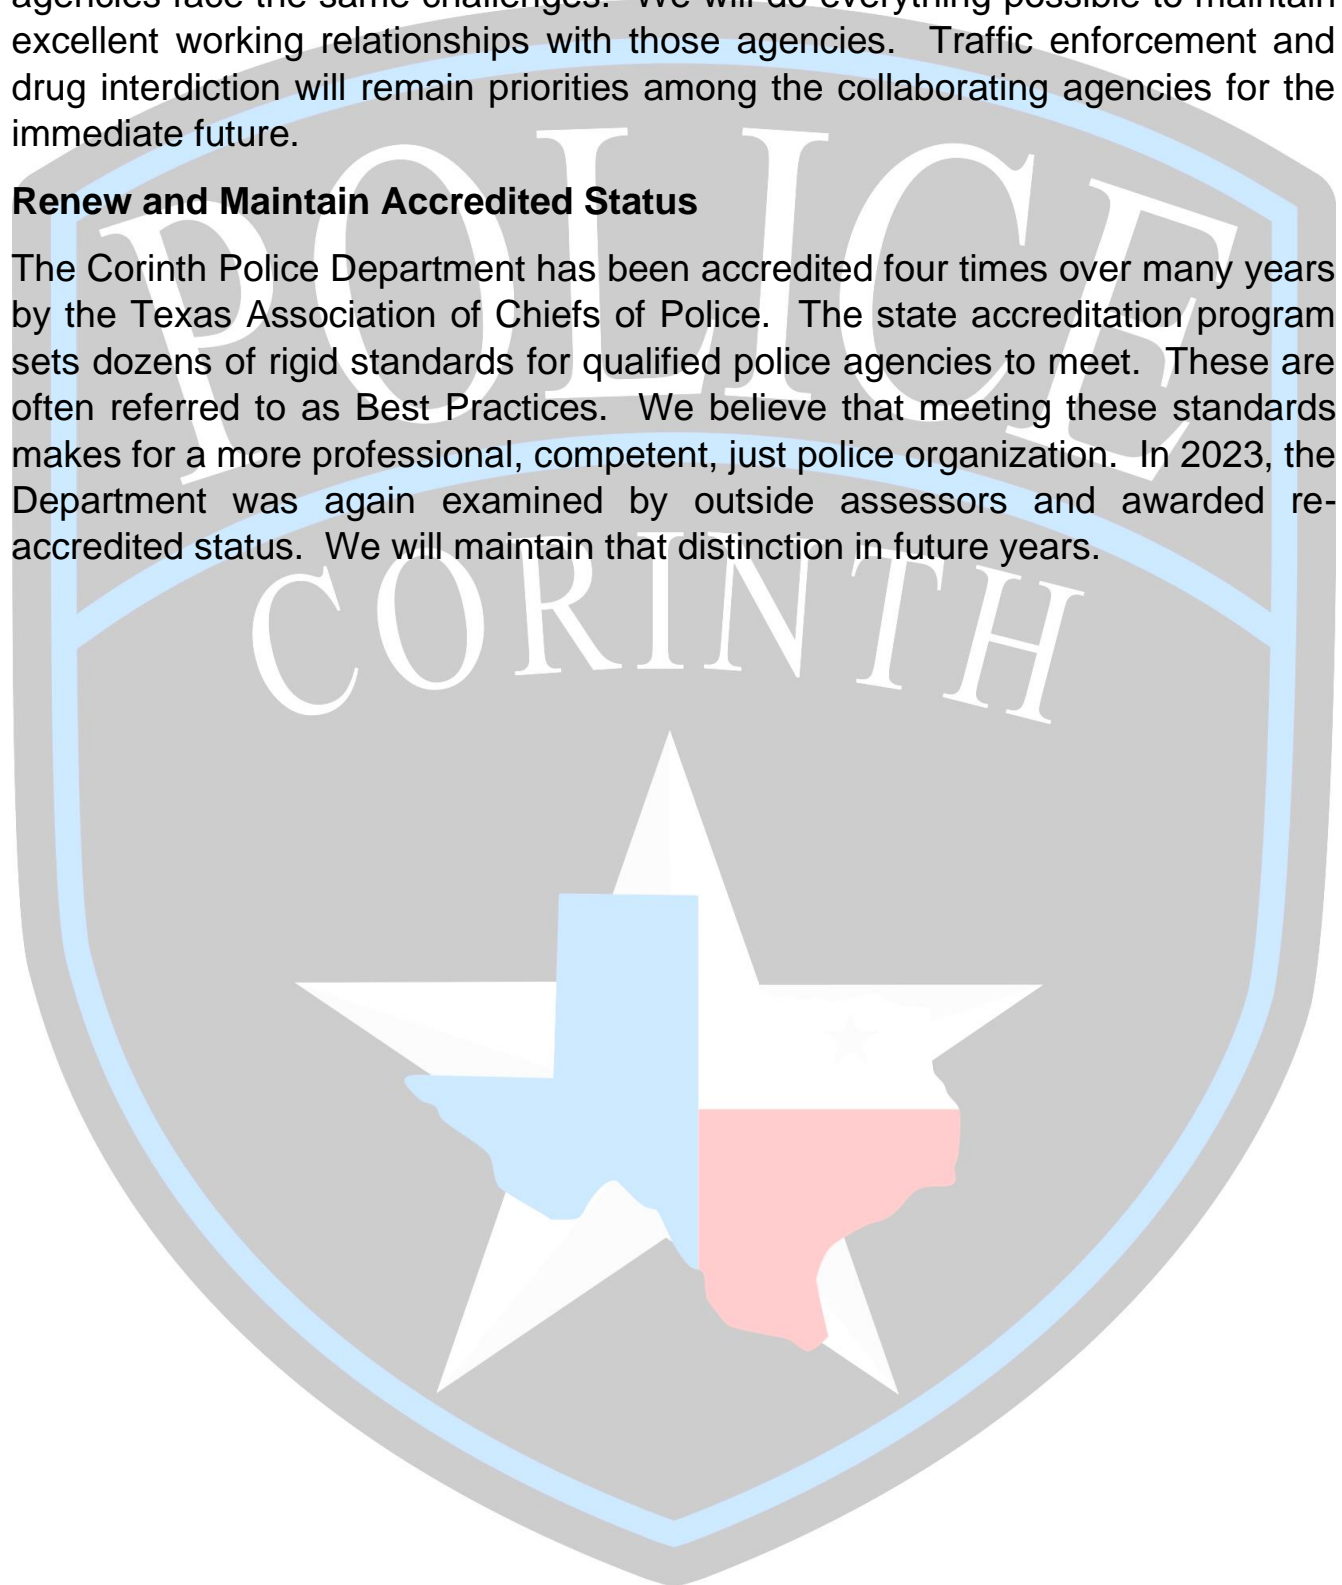 agencies face the same challenges. We will do everything possible to maintain
excellent working relationships with those agencies. Traffic enforcement and
drug interdiction will remain priorities among the collaborating agencies for the
immediate future.
Renew and Maintain Accredited Status
The Corinth Police Department has been accredited four times over many years
by the Texas Association of Chiefs of Police. The state accreditation program
sets dozens of rigid standards for qualified police agencies to meet. These are
often referred to as Best Practices. We believe that meeting these standards
makes for a more professional, competent, just police organization. In 2023, the
Department was again examined by outside assessors and awarded re-
accredited status. We will maintain that distinction in future years.
POLICE
CORINTH